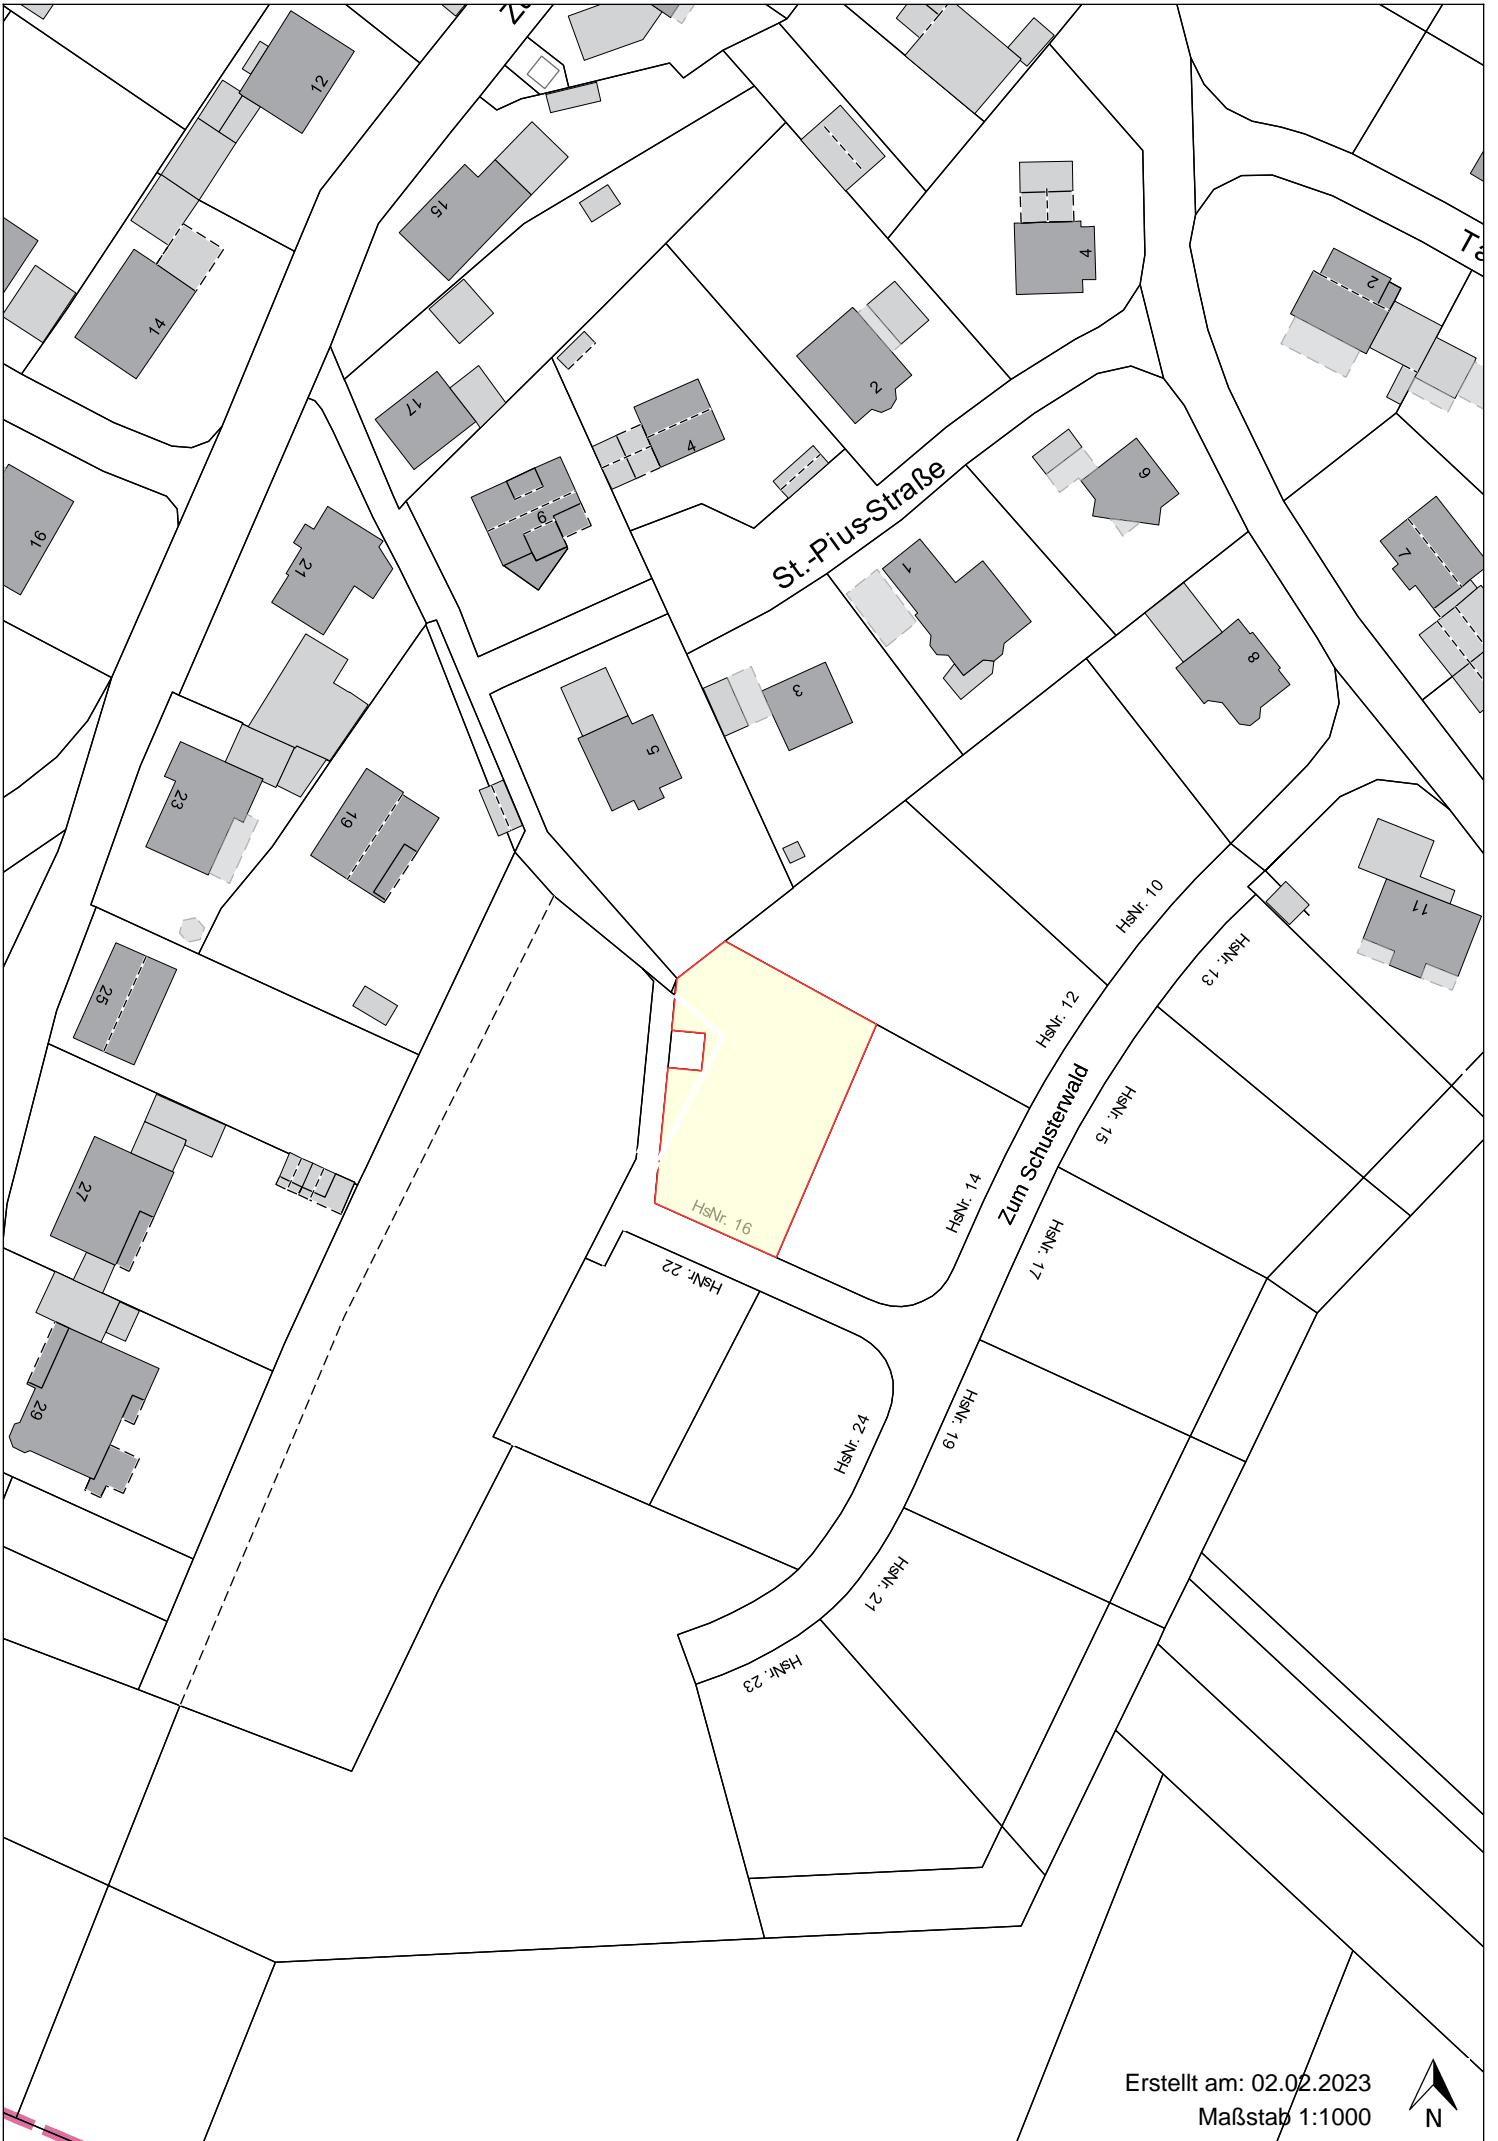 12
15
14
4
2
17
2
4
St.-Pius-Straße
9
16
6
7
21
1
8
3
5
23
19
HsNr. 10
11
HsNr. 13
25
HsNr. 12
Zum Schusterwald
HsNr. 15
27
HsNr. 14
HsNr. 16
HsNr. 17
HsNr. 22
29
HsNr. 24
HsNr. 19
HsNr. 21
HsNr. 23
Erstellt am: 02.02.2023
Maßstab 1:1000
N